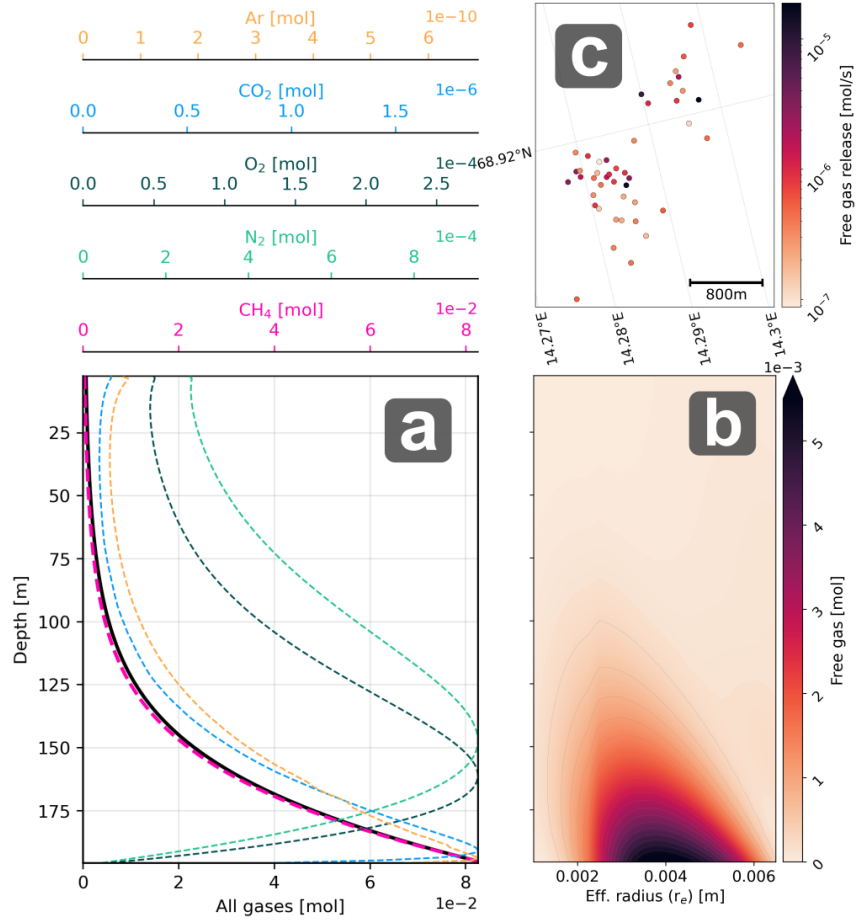 Ar [mol]
1e-10
0 1 2 3 4 5 6
CO₂ [mol]
1e-6
0.0 0.5 1.0 1.5
O₂ [mol]
1e-4
0.0 0.5 1.0 1.5 2.0 2.5
N₂ [mol]
1e-4
0 2 4 6 8
CH₄ [mol]
1e-2
0 2 4 6 8
a
25
50
75
100
125
150
175
Depth [m]
0 2 4 6 8
All gases [mol]
1e-2
c
68.92°N
800m
14.27°E 14.28°E 14.29°E 14.3°E
10⁻⁵
10⁻⁶
10⁻⁷
Free gas release [mol/s]
b
1e-3
5
4
3
2
1
0
Free gas [mol]
0.002 0.004 0.006
Eff. radius (rₑ) [m]